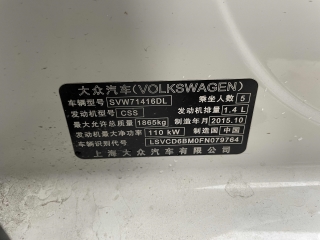 大众汽车(VOLKSWAGEN)
车辆型号 SVW71416DL 乘坐人数 5
发动机型号 CSS 发动机排量 1.4 L
最大允许总质量 1865kg 制造年月 2015.10
发动机最大净功率 110 kW 制造国 中国
车辆识别代号 LSVCD6BM0FN079764
上海大众汽车有限公司